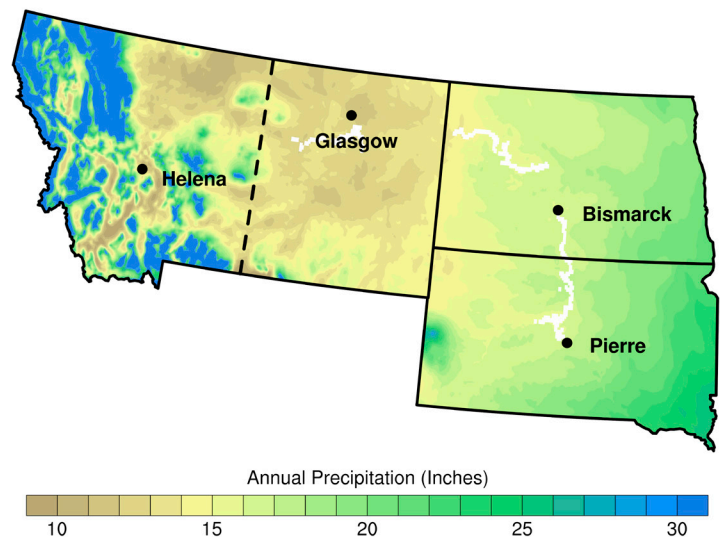 Glasgow
Helena
Bismarck
Pierre
Annual Precipitation (Inches)
10 15 20 25 30